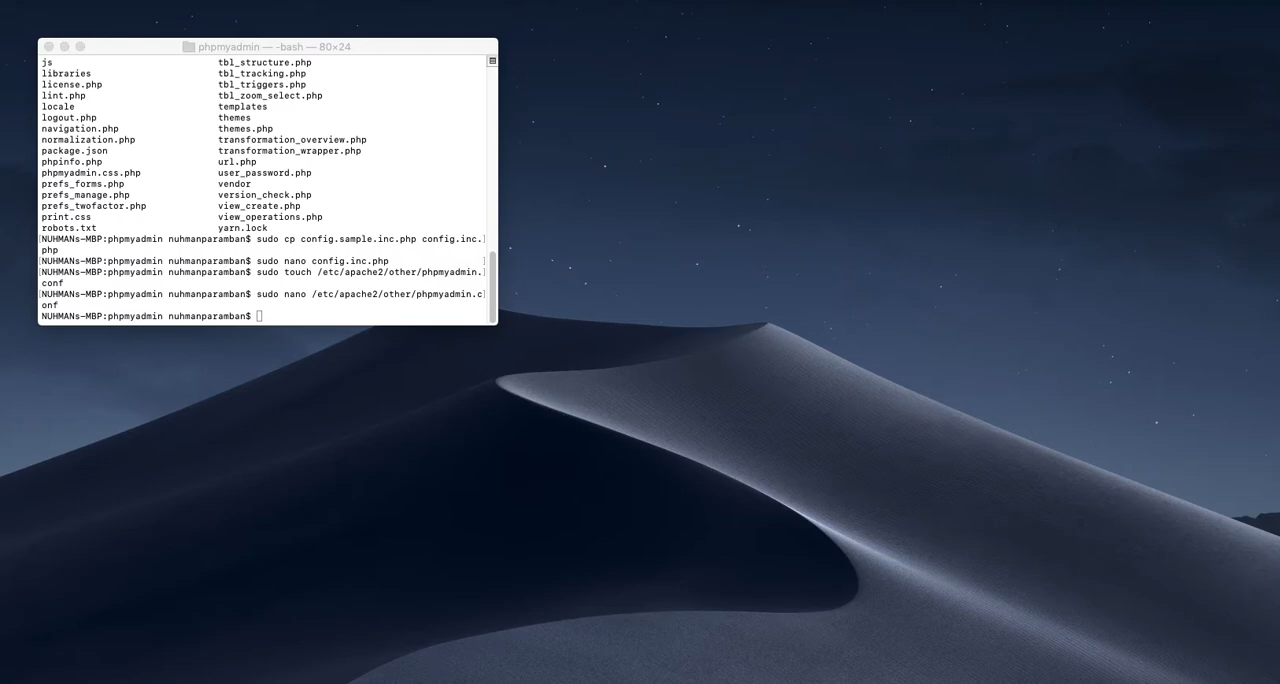 phpmyadmin — -bash — 80×24
js tbl_structure.php
libraries tbl_tracking.php
license.php tbl_triggers.php
lint.php tbl_zoom_select.php
locale templates
logout.php themes
navigation.php themes.php
normalization.php transformation_overview.php
package.json transformation_wrapper.php
phpinfo.php url.php
phpmyadmin.css.php user_password.php
prefs_forms.php vendor
prefs_manage.php version_check.php
prefs_twofactor.php view_create.php
print.css view_operations.php
robots.txt yarn.lock
[NUHMANs-MBP:phpmyadmin nuhmanparamban$ sudo cp config.sample.inc.php config.inc.]
php
[NUHMANs-MBP:phpmyadmin nuhmanparamban$ sudo nano config.inc.php ]
[NUHMANs-MBP:phpmyadmin nuhmanparamban$ sudo touch /etc/apache2/other/phpmyadmin.]
conf
[NUHMANs-MBP:phpmyadmin nuhmanparamban$ sudo nano /etc/apache2/other/phpmyadmin.c]
onf
NUHMANs-MBP:phpmyadmin nuhmanparamban$